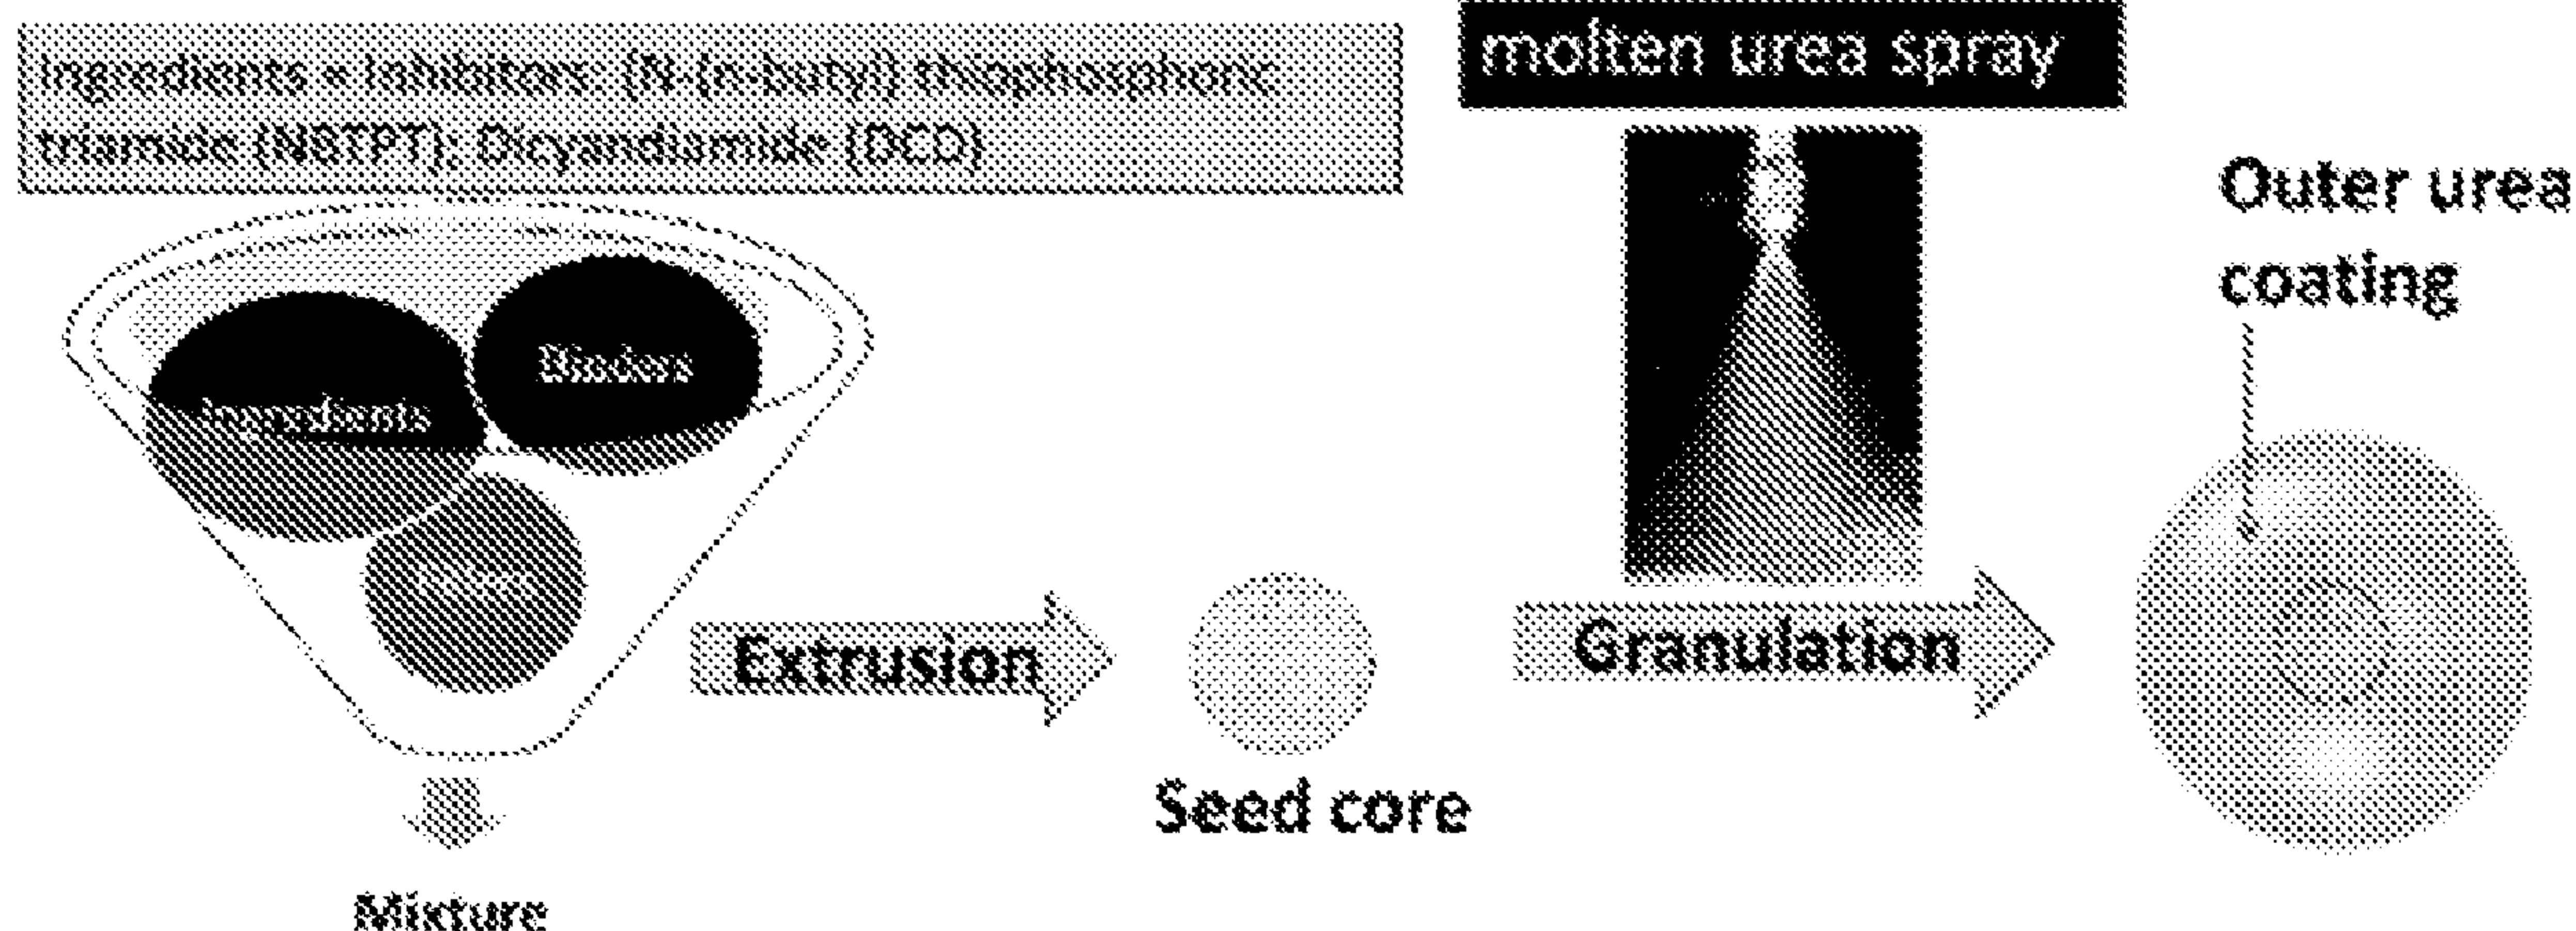 Ingredients = Inhibitors: (N-(n-butyl) thiophosphoric
triamide (NBTPT); Dicyandiamide (DCD)
molten urea spray
Outer urea
coating
Binders
Ingredients
Extrusion
Granulation
Seed core
Mixture